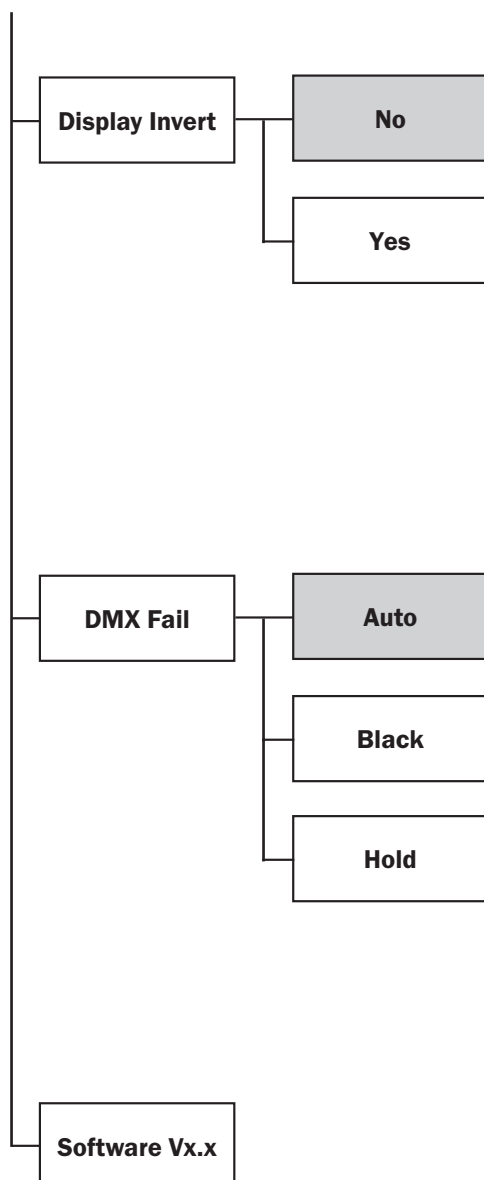 Display Invert
No
Yes
DMX Fail
Auto
Black
Hold
Software Vx.x